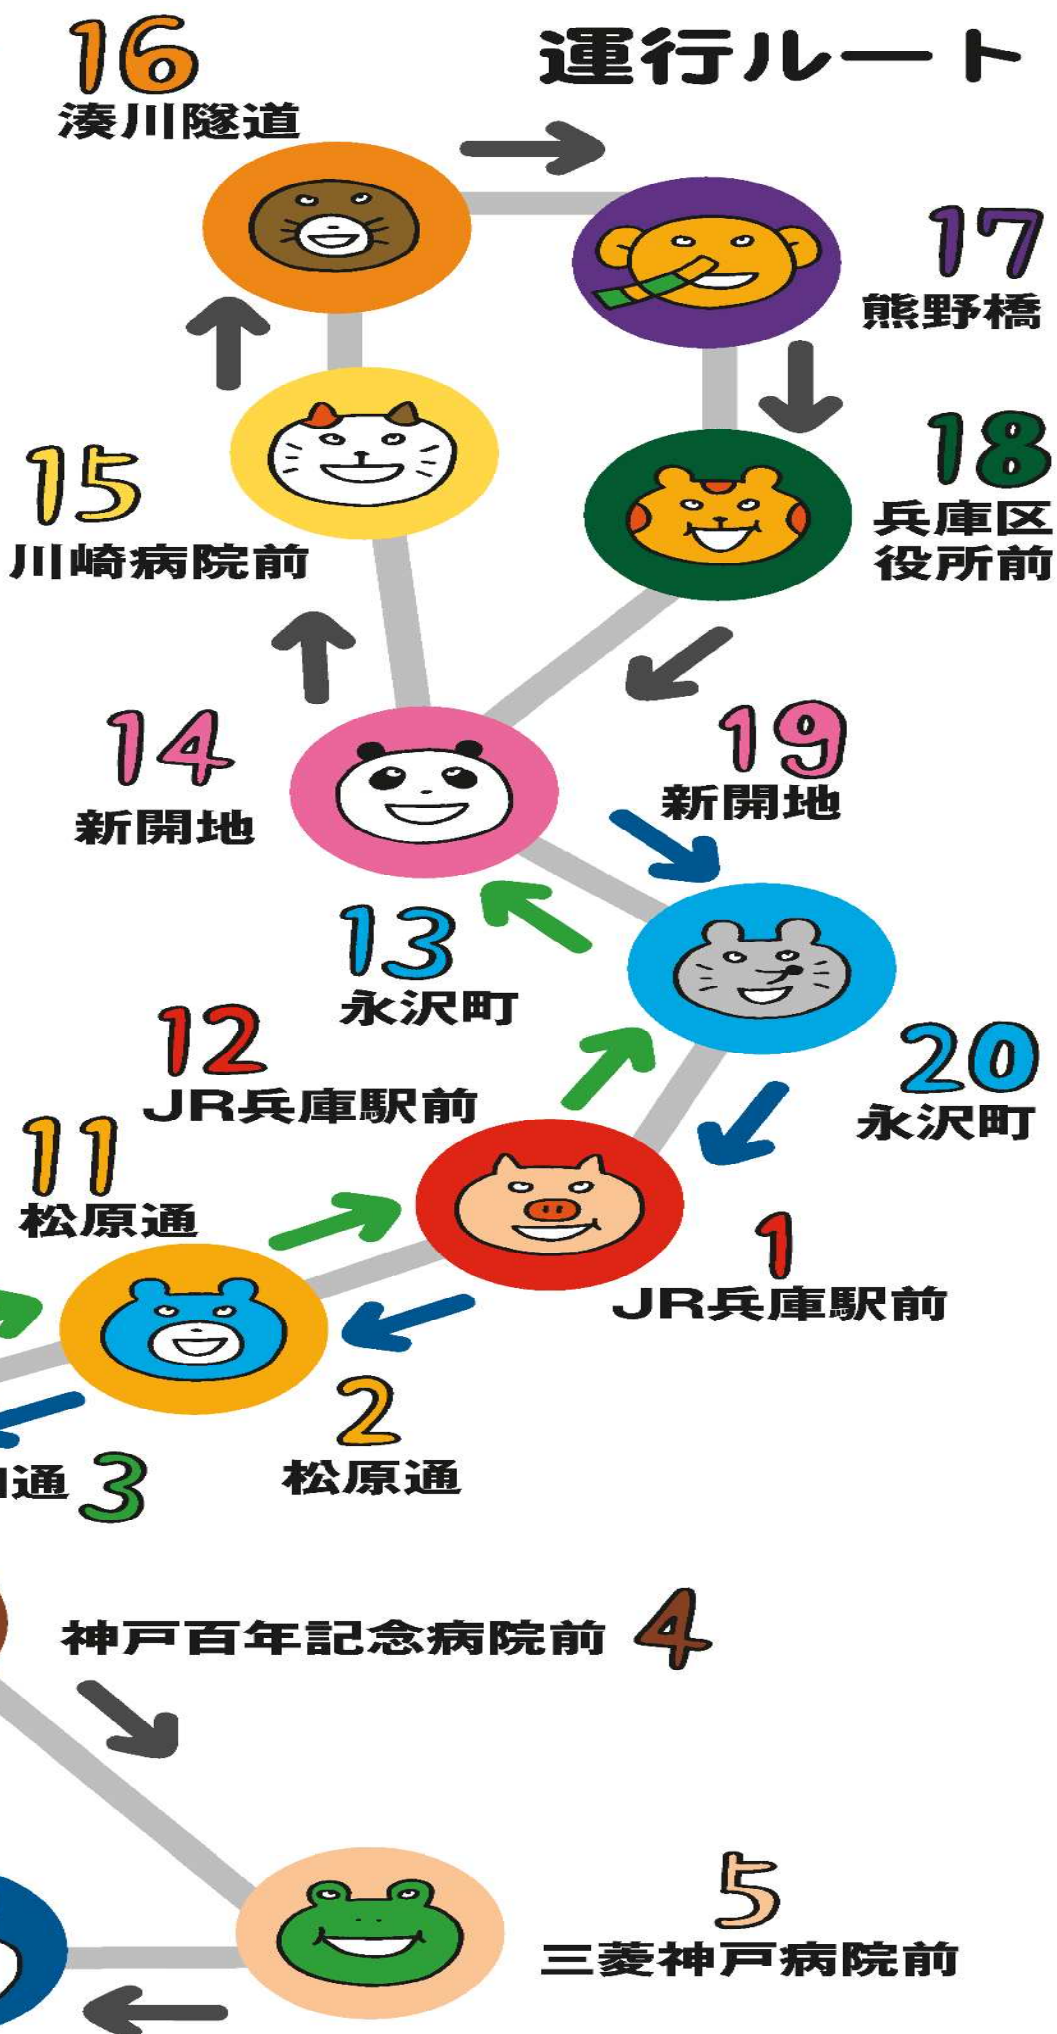 運行ルート
16
湊川隧道
17
熊野橋
18
兵庫区
役所前
15
川崎病院前
14
新開地
19
新開地
13
永沢町
12
JR兵庫駅前
20
永沢町
11
松原通
1
JR兵庫駅前
2
松原通
通 3
神戸百年記念病院前 4
5
三菱神戸病院前